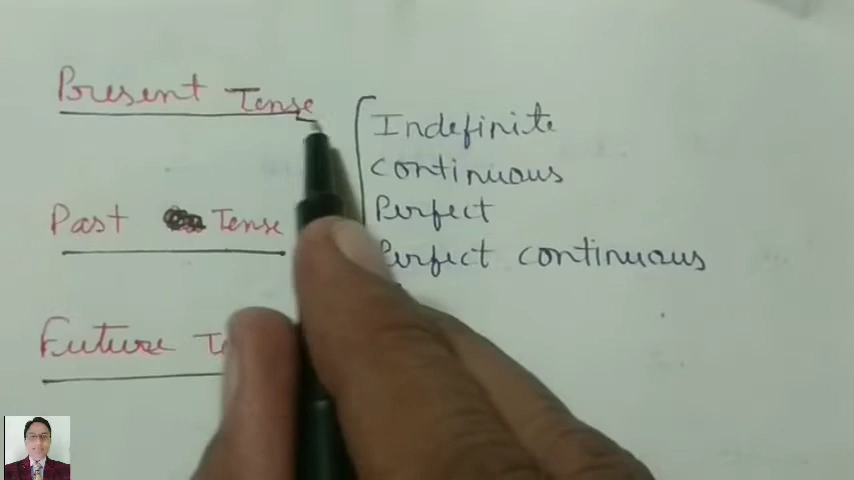 Present Tense
Indefinite
continuous
Perfect
Past Tense
Perfect continuous
Future